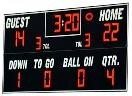 GUEST 3:20 HOME
14 3 TOL TOL 3 22
DOWN TO GO BALL ON QTR.
1 0 0 4